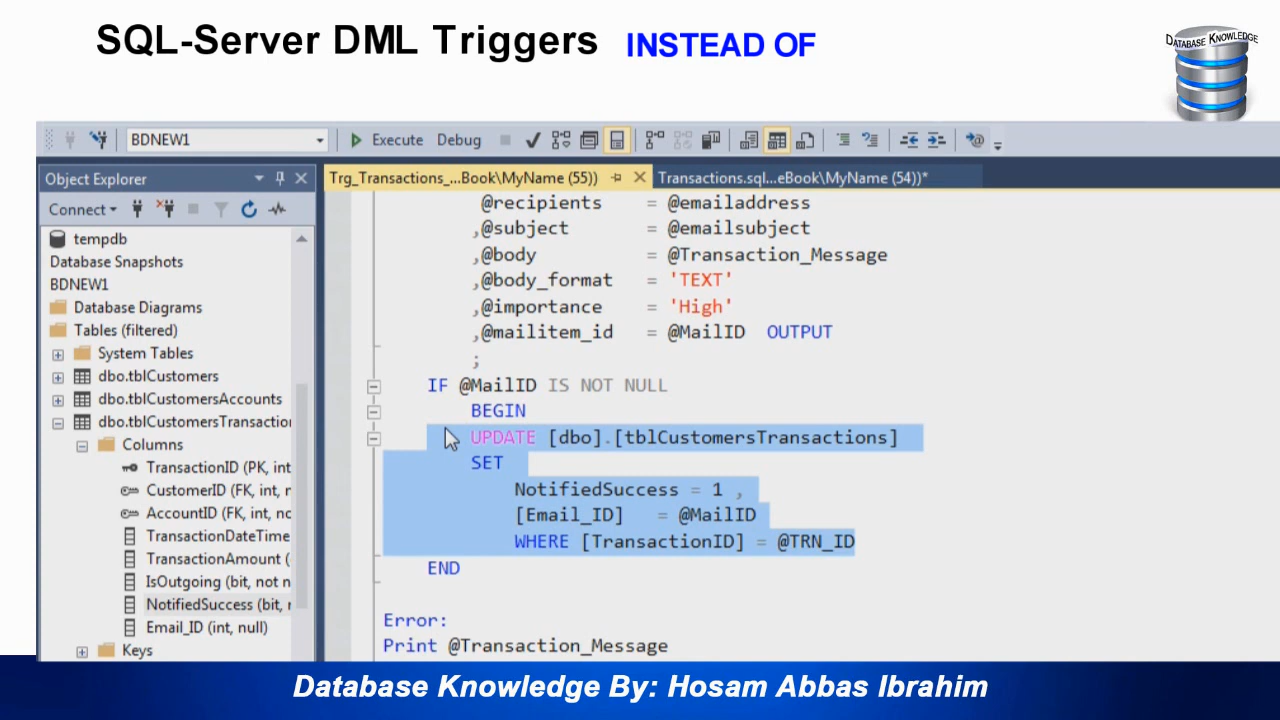 SQL-Server DML Triggers INSTEAD OF
DATABASE KNOWLEDGE
BDNEW1
Execute Debug
Object Explorer
Trg_Transactions_...Book\MyName (55))
Transactions.sql...eBook\MyName (54))*
Connect
tempdb
Database Snapshots
BDNEW1
Database Diagrams
Tables (filtered)
System Tables
dbo.tblCustomers
dbo.tblCustomersAccounts
dbo.tblCustomersTransaction
Columns
TransactionID (PK, int
CustomerID (FK, int, n
AccountID (FK, int, nc
TransactionDateTime
TransactionAmount (
IsOutgoing (bit, not n
NotifiedSuccess (bit, n
Email_ID (int, null)
Keys
@recipients = @emailaddress
,@subject = @emailsubject
,@body = @Transaction_Message
,@body_format = 'TEXT'
,@importance = 'High'
,@mailitem_id = @MailID OUTPUT
;
IF @MailID IS NOT NULL
BEGIN
UPDATE [dbo].[tblCustomersTransactions]
SET
NotifiedSuccess = 1 ,
[Email_ID] = @MailID
WHERE [TransactionID] = @TRN_ID
END
Error:
Print @Transaction_Message
Database Knowledge By: Hosam Abbas Ibrahim